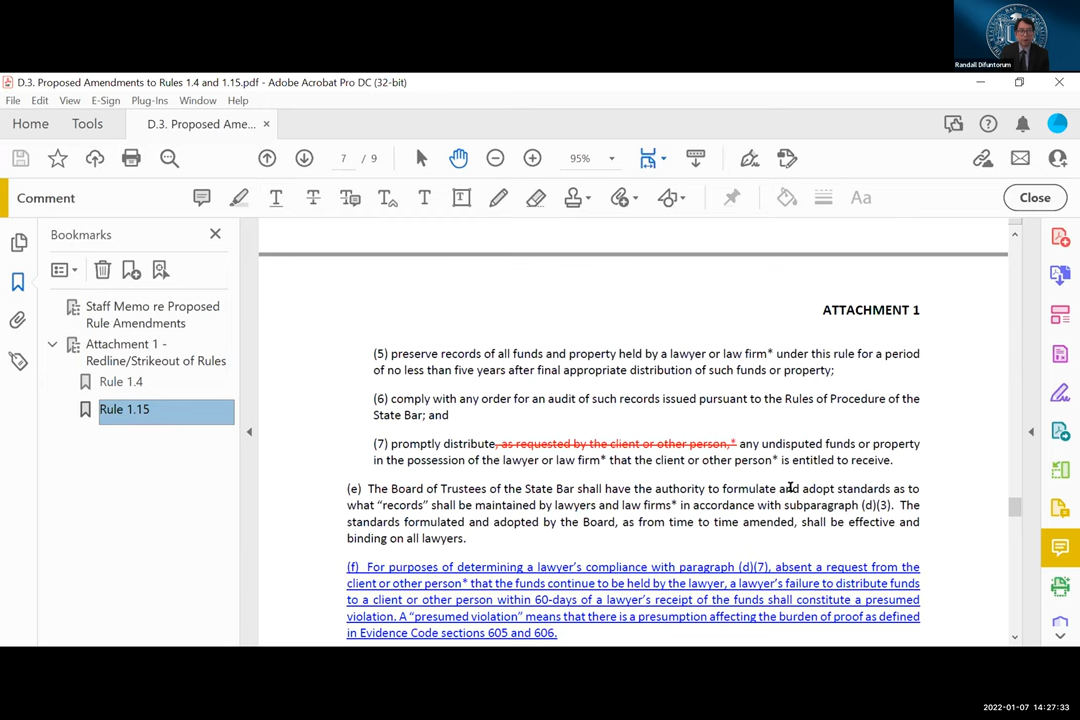 Randall Difuntorum
D.3. Proposed Amendments to Rules 1.4 and 1.15.pdf - Adobe Acrobat Pro DC (32-bit)
File Edit View E-Sign Plug-Ins Window Help
Home Tools D.3. Proposed Ame... ×
7 / 9 95%
Comment Close
Bookmarks
Staff Memo re Proposed
Rule Amendments
Attachment 1 -
Redline/Strikeout of Rules
Rule 1.4
Rule 1.15
ATTACHMENT 1
(5) preserve records of all funds and property held by a lawyer or law firm* under this rule for a period
of no less than five years after final appropriate distribution of such funds or property;
(6) comply with any order for an audit of such records issued pursuant to the Rules of Procedure of the
State Bar; and
(7) promptly distribute, as requested by the client or other person,* any undisputed funds or property
in the possession of the lawyer or law firm* that the client or other person* is entitled to receive.
(e) The Board of Trustees of the State Bar shall have the authority to formulate and adopt standards as to
what “records” shall be maintained by lawyers and law firms* in accordance with subparagraph (d)(3). The
standards formulated and adopted by the Board, as from time to time amended, shall be effective and
binding on all lawyers.
(f) For purposes of determining a lawyer’s compliance with paragraph (d)(7), absent a request from the
client or other person* that the funds continue to be held by the lawyer, a lawyer’s failure to distribute funds
to a client or other person within 60-days of a lawyer’s receipt of the funds shall constitute a presumed
violation. A “presumed violation” means that there is a presumption affecting the burden of proof as defined
in Evidence Code sections 605 and 606.
2022-01-07 14:27:33